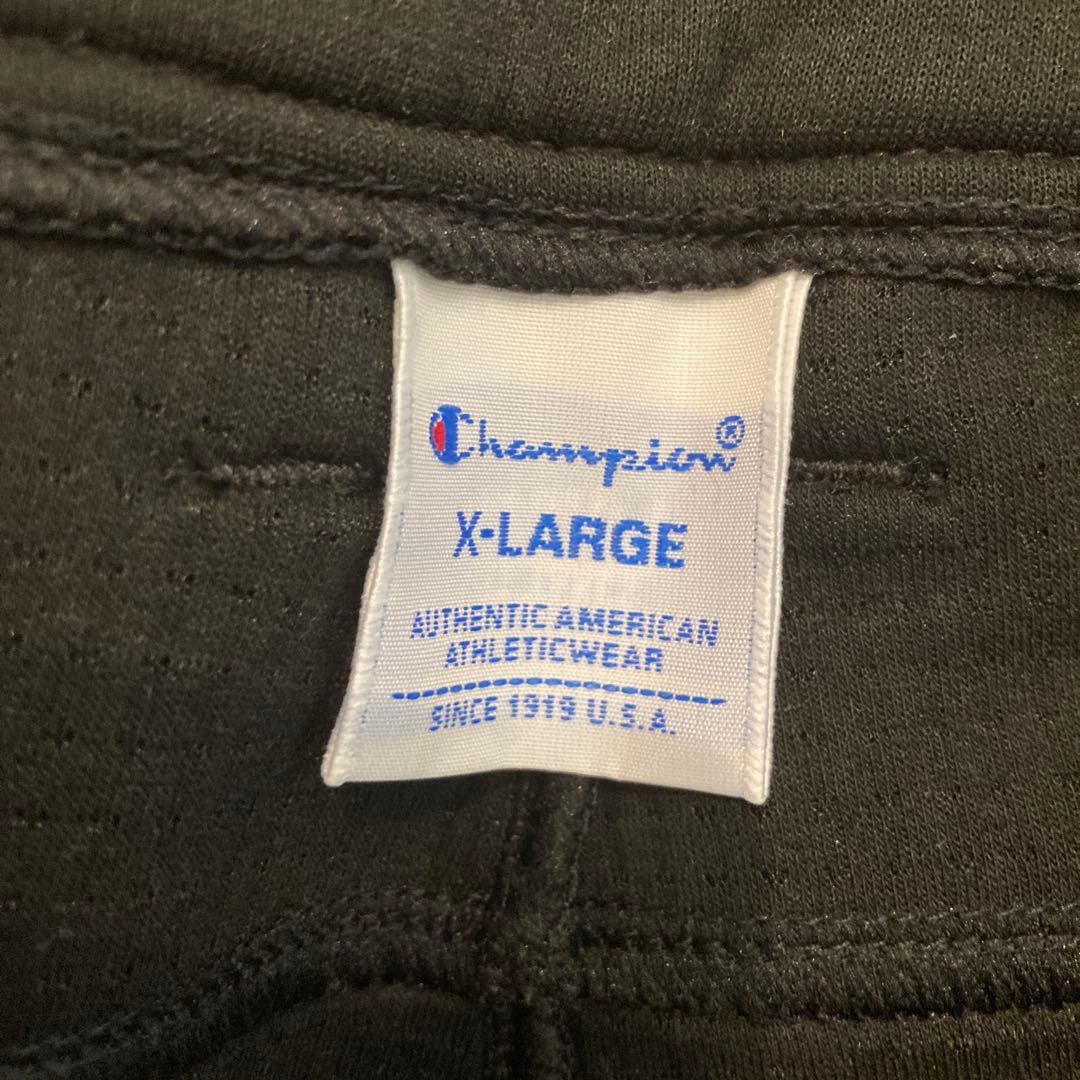 Champion®
X-LARGE
AUTHENTIC AMERICAN
ATHLETICWEAR
SINCE 1919 U.S.A.